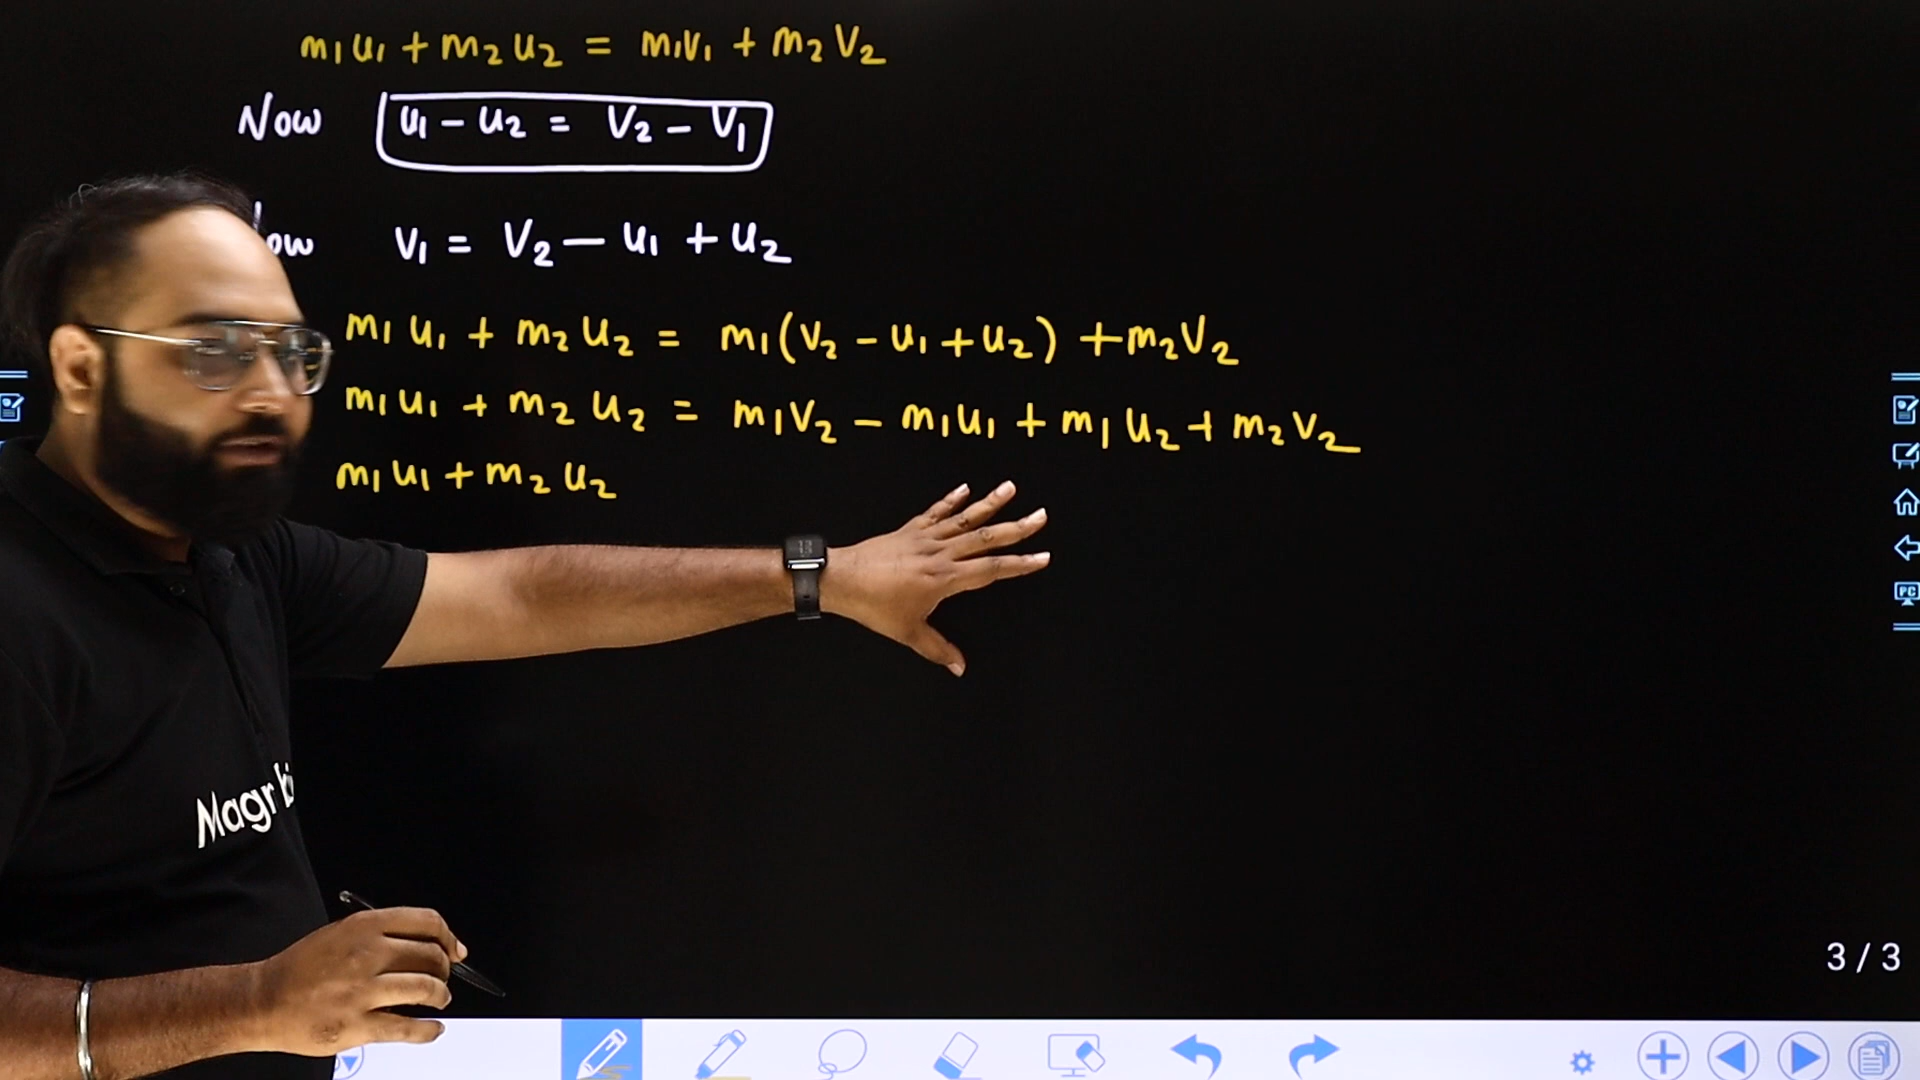 m₁u₁ + m₂u₂ = m₁v₁ + m₂v₂
Now u₁ - u₂ = v₂ - v₁
v₁ = v₂ - u₁ + u₂
m₁u₁ + m₂u₂ = m₁(v₂ - u₁ + u₂) + m₂v₂
m₁u₁ + m₂u₂ = m₁v₂ - m₁u₁ + m₁u₂ + m₂v₂
m₁u₁ + m₂u₂
PC
3 / 3